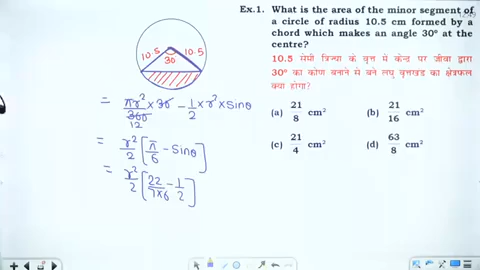 Ex.1. What is the area of the minor segment of
a circle of radius 10.5 cm formed by a
chord which makes an angle 30° at the
centre?
10.5 सेमी त्रिज्या के वृत्त में केन्द्र पर जीवा द्वारा
30° का कोण बनाने से बने लघु वृत्तखंड का क्षेत्रफल
क्या होगा?
(a) 21/8 cm² (b) 21/16 cm²
(c) 21/4 cm² (d) 63/8 cm²
10.5 10.5
30
= πr²/360 × 30 - 1/2 × r² × Sinθ
12
= r²/2 [π/6 - Sinθ]
= r²/2 [22/7×6 - 1/2]